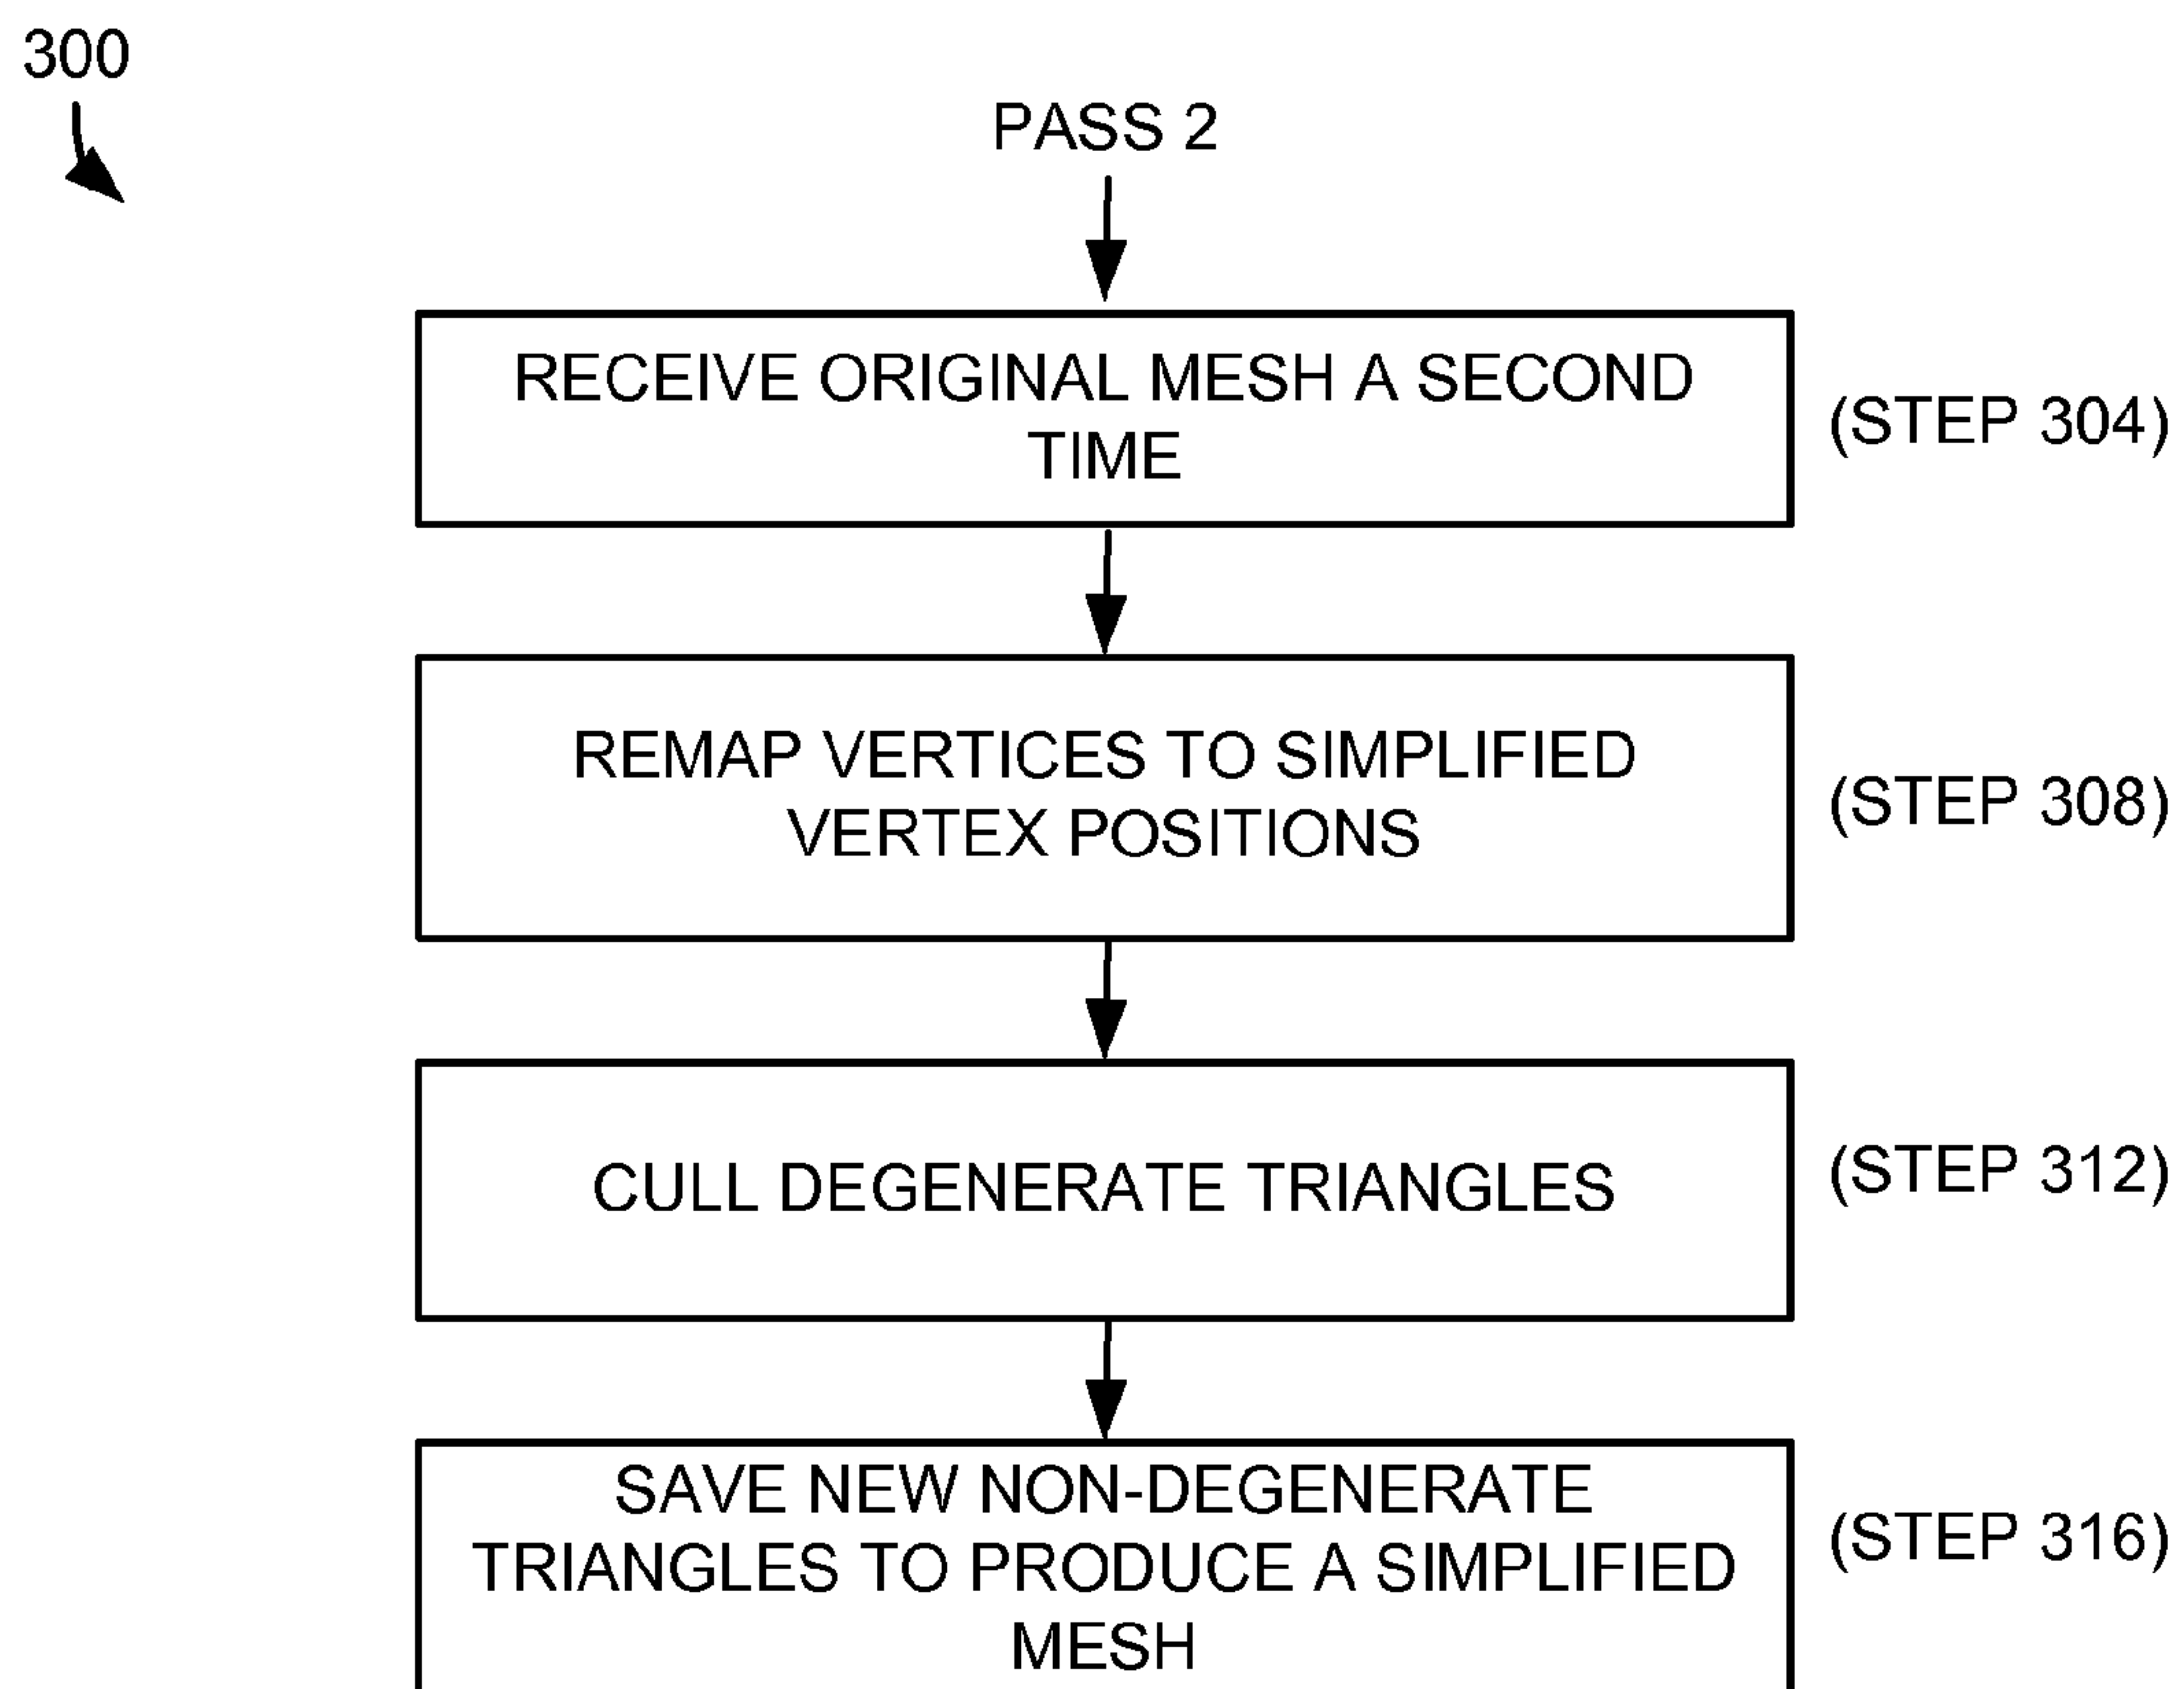 300
PASS 2
RECEIVE ORIGINAL MESH A SECOND
TIME
(STEP 304)
REMAP VERTICES TO SIMPLIFIED
VERTEX POSITIONS
(STEP 308)
CULL DEGENERATE TRIANGLES
(STEP 312)
SAVE NEW NON-DEGENERATE
TRIANGLES TO PRODUCE A SIMPLIFIED
MESH
(STEP 316)